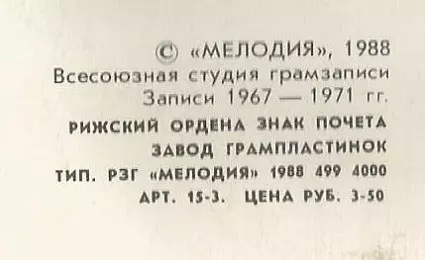 © «МЕЛОДИЯ», 1988
Всесоюзная студия грамзаписи
Записи 1967 — 1971 гг.
РИЖСКИЙ ОРДЕНА ЗНАК ПОЧЕТА
ЗАВОД ГРАМПЛАСТИНОК
ТИП. РЗГ «МЕЛОДИЯ» 1988 499 4000
АРТ. 15-3. ЦЕНА РУБ. 3-50